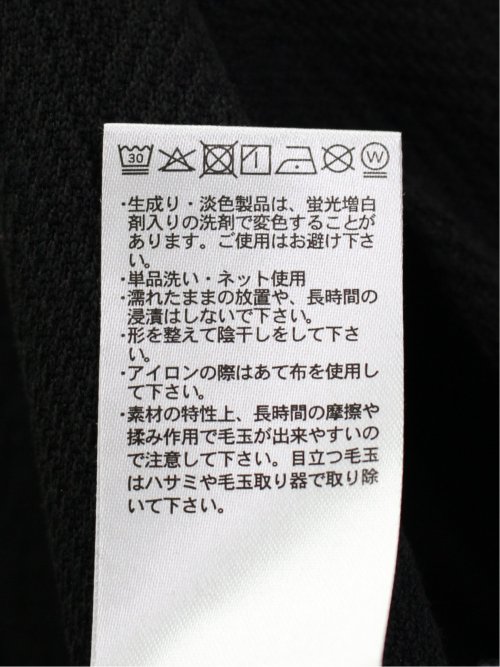 30 W
・生成り・淡色製品は、蛍光増白
剤入りの洗剤で変色することが
あります。ご使用はお避け下さ
い。
・単品洗い・ネット使用
・濡れたままの放置や、長時間の
浸漬はしないで下さい。
・形を整えて陰干しをして下さ
い。
・アイロンの際はあて布を使用し
て下さい。
・素材の特性上、長時間の摩擦や
揉み作用で毛玉が出来やすいの
で注意して下さい。目立つ毛玉
はハサミや毛玉取り器で取り除
いて下さい。